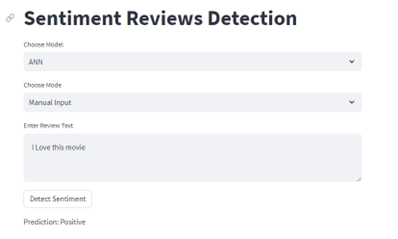 Sentiment Reviews Detection
Choose Model
ANN
Choose Mode
Manual Input
Enter Review Text
I Love this movie
Detect Sentiment
Prediction: Positive